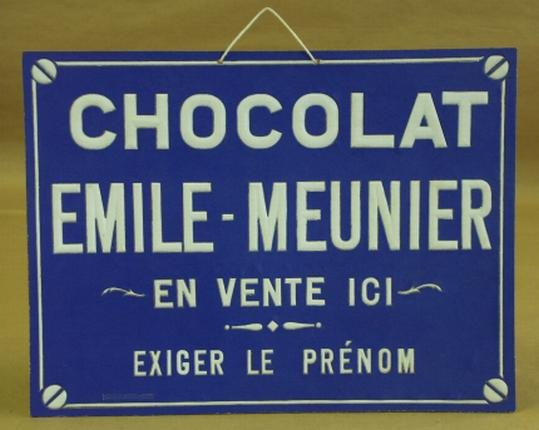 CHOCOLAT
EMILE-MEUNIER
EN VENTE ICI
EXIGER LE PRÉNOM